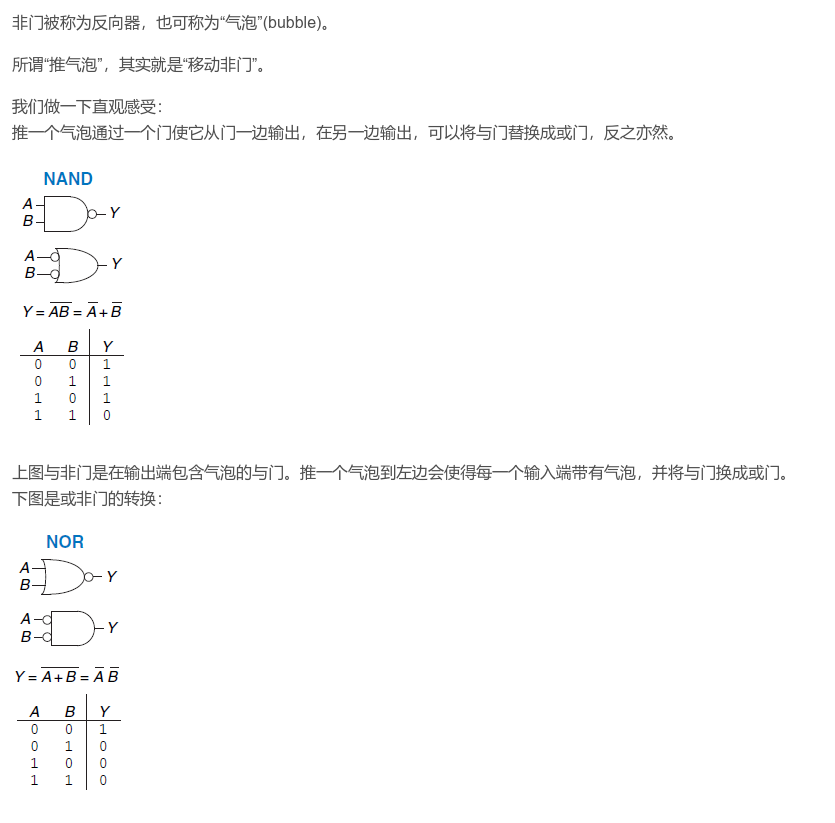 非门被称为反向器，也可称为“气泡”(bubble)。
所谓“推气泡”，其实就是“移动非门”。
我们做一下直观感受：
推一个气泡通过一个门使它从门一边输出，在另一边输出，可以将与门替换成或门，反之亦然。
NAND
A
B
Y
A
B
Y
Y = A̅B̅ = A̅ + B̅
A B Y
0 0 1
0 1 1
1 0 1
1 1 0
上图与非门是在输出端包含气泡的与门。推一个气泡到左边会使得每一个输入端带有气泡，并将与门换成或门。
下图是或非门的转换：
NOR
A
B
Y
A
B
Y
Y = A̅ ̅+̅ ̅B̅ = A̅ B̅
A B Y
0 0 1
0 1 0
1 0 0
1 1 0